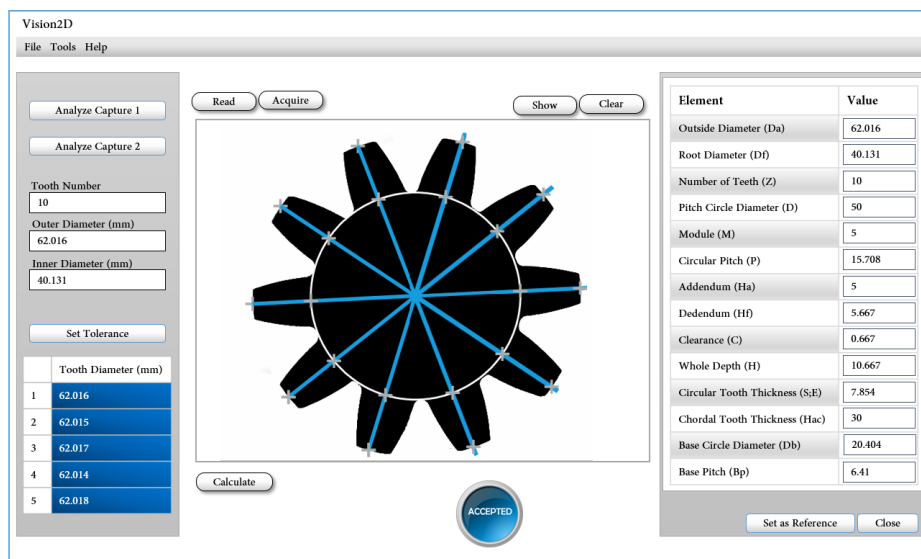 Vision2D
File Tools Help
Analyze Capture 1
Analyze Capture 2
Tooth Number
10
Outer Diameter (mm)
62.016
Inner Diameter (mm)
40.131
Set Tolerance
Tooth Diameter (mm)
1 62.016
2 62.015
3 62.017
4 62.014
5 62.018
Read Acquire
Show Clear
Calculate
ACCEPTED
Element Value
Outside Diameter (Da) 62.016
Root Diameter (Df) 40.131
Number of Teeth (Z) 10
Pitch Circle Diameter (D) 50
Module (M) 5
Circular Pitch (P) 15.708
Addendum (Ha) 5
Dedendum (Hf) 5.667
Clearance (C) 0.667
Whole Depth (H) 10.667
Circular Tooth Thickness (S;E) 7.854
Chordal Tooth Thickness (Hac) 30
Base Circle Diameter (Db) 20.404
Base Pitch (Bp) 6.41
Set as Reference Close